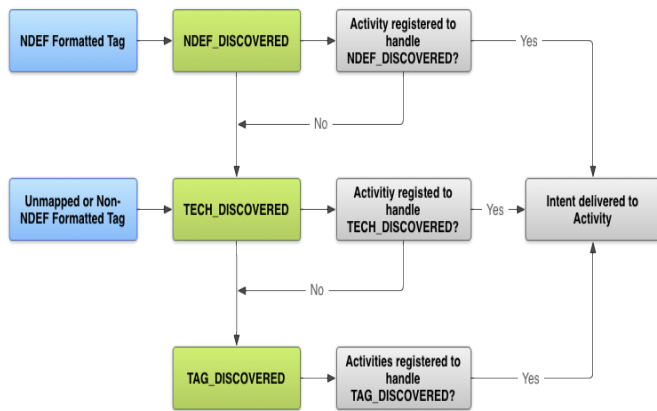 NDEF Formatted Tag
NDEF_DISCOVERED
Activity registered to
handle
NDEF_DISCOVERED?
Yes
No
Unmapped or Non-
NDEF Formatted Tag
TECH_DISCOVERED
Activitiy registed to
handle
TECH_DISCOVERED?
Yes
Intent delivered to
Activity
No
TAG_DISCOVERED
Activities registered to
handle
TAG_DISCOVERED?
Yes